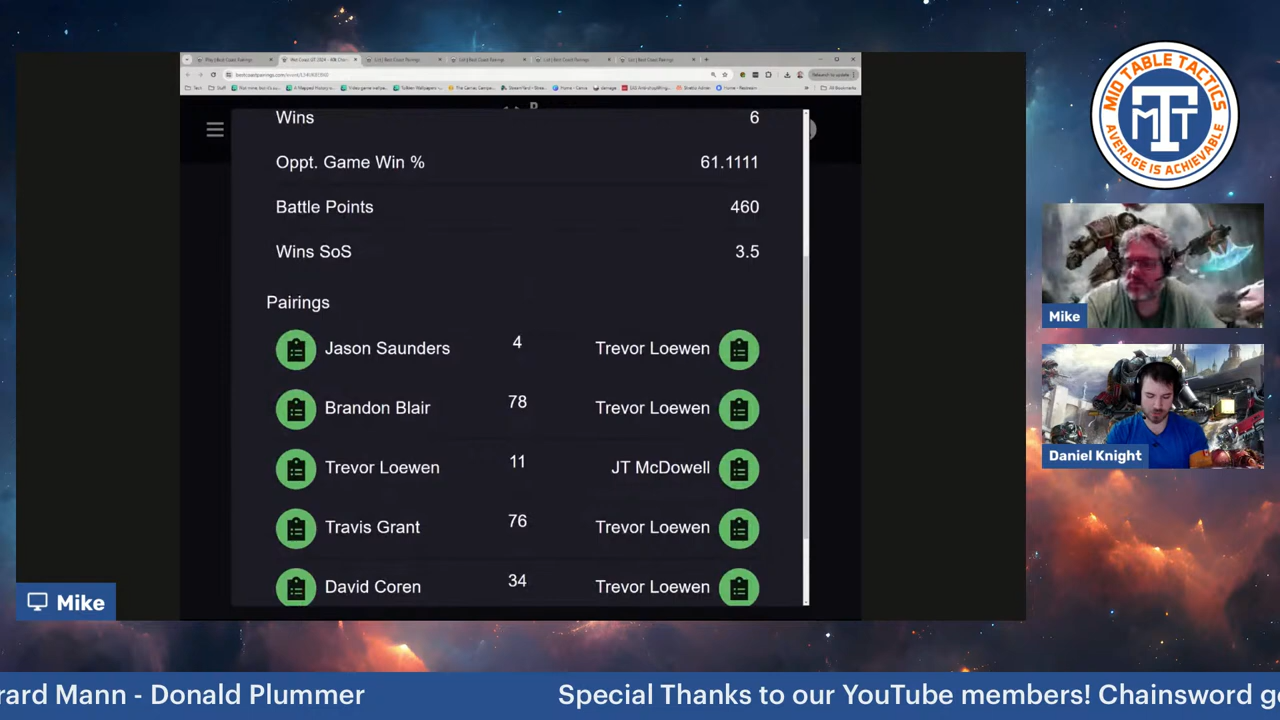 Wins 6
Oppt. Game Win % 61.1111
Battle Points 460
Wins SoS 3.5
Pairings
Jason Saunders 4 Trevor Loewen
Brandon Blair 78 Trevor Loewen
Trevor Loewen 11 JT McDowell
Travis Grant 76 Trevor Loewen
David Coren 34 Trevor Loewen
Mike
MID TABLE TACTICS
MTT
AVERAGE IS ACHIEVABLE
Mike
Daniel Knight
rard Mann - Donald Plummer Special Thanks to our YouTube members! Chainsword g